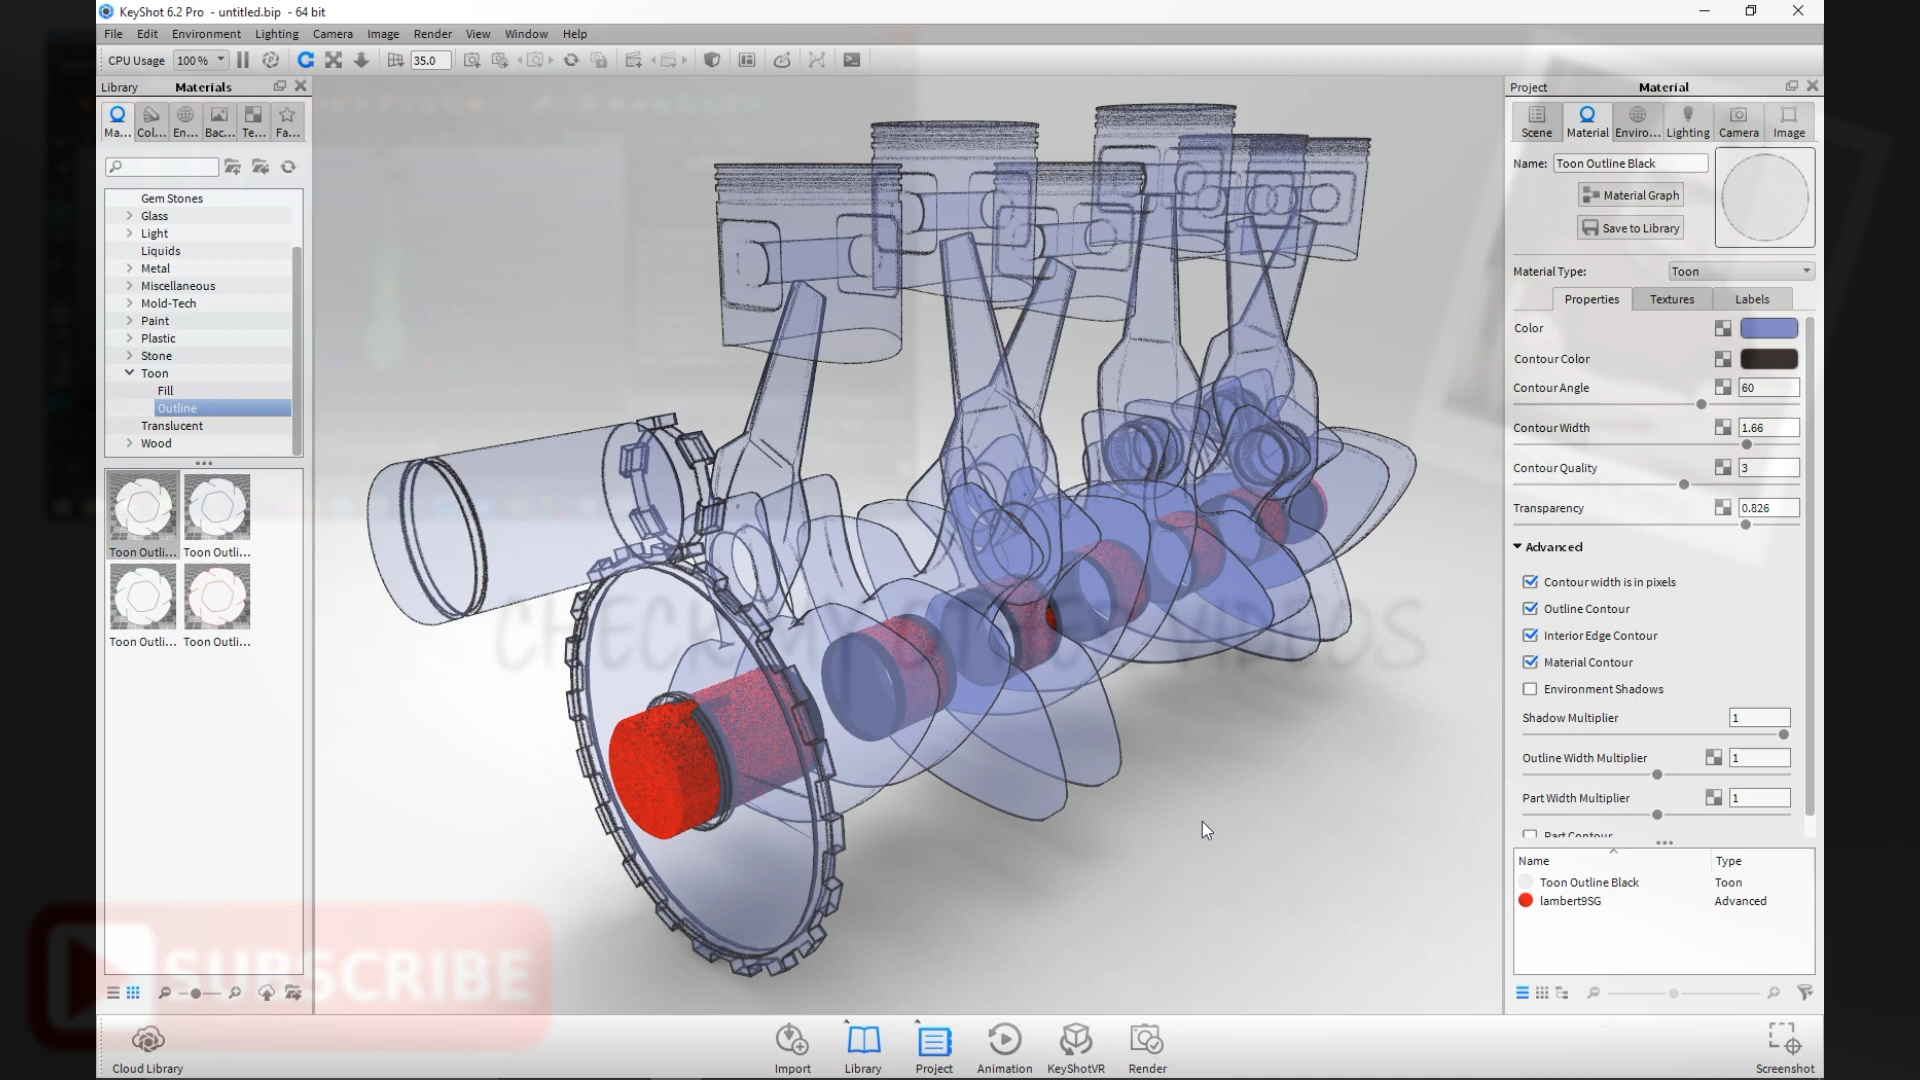 KeyShot 6.2 Pro - untitled.bip - 64 bit
File Edit Environment Lighting Camera Image Render View Window Help
CPU Usage 100 % 35.0
Library Materials
Ma... Col... En... Bac... Te... Fa...
Gem Stones
Glass
Light
Liquids
Metal
Miscellaneous
Mold-Tech
Paint
Plastic
Stone
Toon
Fill
Outline
Translucent
Wood
Toon Outli... Toon Outli...
Toon Outli... Toon Outli...
CHECK MY OTHER VIDEOS
SUBSCRIBE
Project Material
Scene Material Enviro... Lighting Camera Image
Name: Toon Outline Black
Material Graph
Save to Library
Material Type: Toon
Properties Textures Labels
Color
Contour Color
Contour Angle 60
Contour Width 1.66
Contour Quality 3
Transparency 0.826
Advanced
Contour width is in pixels
Outline Contour
Interior Edge Contour
Material Contour
Environment Shadows
Shadow Multiplier 1
Outline Width Multiplier 1
Part Width Multiplier 1
Part Contour
Name Type
Toon Outline Black Toon
lambert9SG Advanced
Cloud Library Import Library Project Animation KeyShotVR Render Screenshot